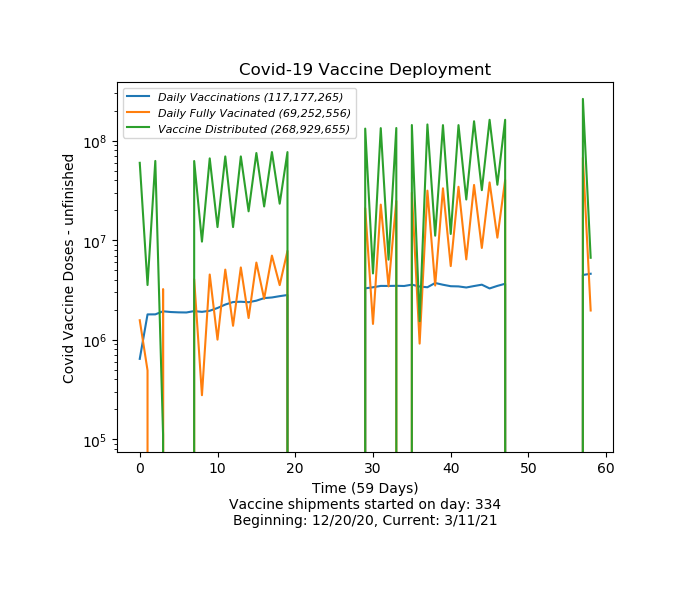 Covid-19 Vaccine Deployment
Daily Vaccinations (117,177,265)
Daily Fully Vacinated (69,252,556)
Vaccine Distributed (268,929,655)
Covid Vaccine Doses - unfinished
10^8
10^7
10^6
10^5
0 10 20 30 40 50 60
Time (59 Days)
Vaccine shipments started on day: 334
Beginning: 12/20/20, Current: 3/11/21